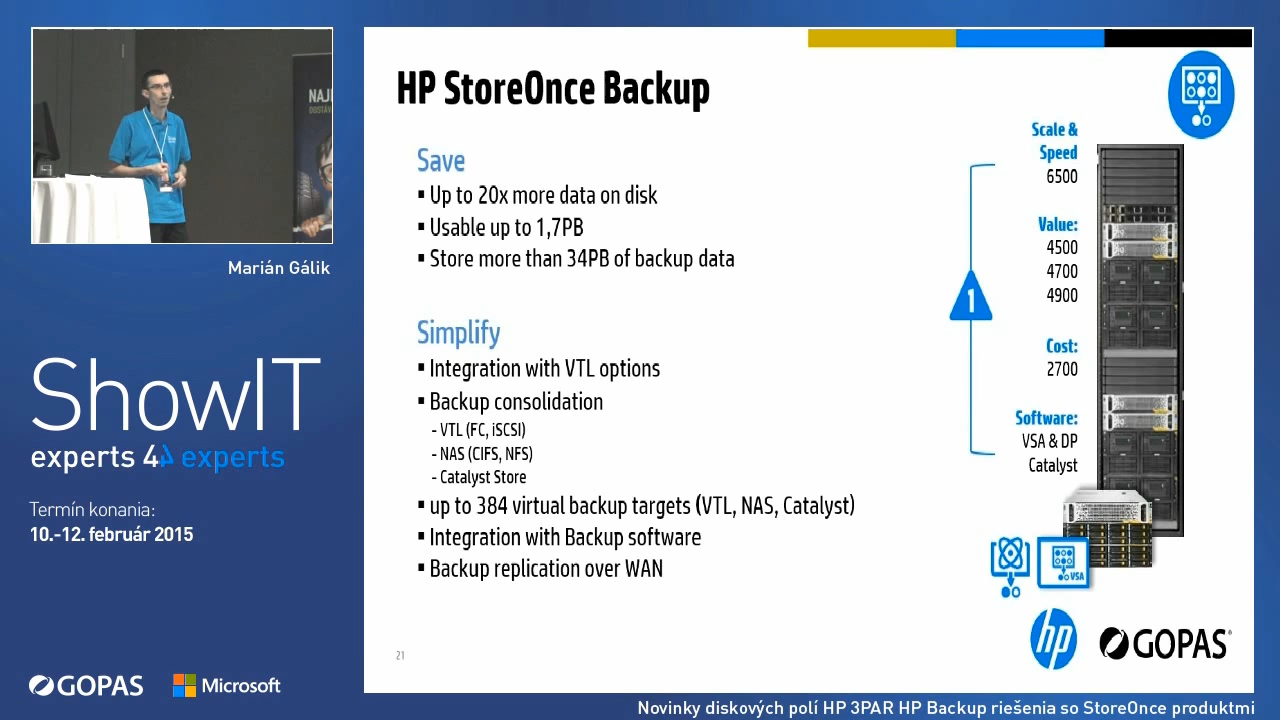 NAJ
Marián Gálik
ShowIT
experts 4 experts
Termín konania:
10.-12. február 2015
GOPAS
Microsoft
HP StoreOnce Backup
Save
▪ Up to 20x more data on disk
▪ Usable up to 1,7PB
▪ Store more than 34PB of backup data
Simplify
▪ Integration with VTL options
▪ Backup consolidation
- VTL (FC, iSCSI)
- NAS (CIFS, NFS)
- Catalyst Store
▪ up to 384 virtual backup targets (VTL, NAS, Catalyst)
▪ Integration with Backup software
▪ Backup replication over WAN
21
1
Scale &
Speed
6500
Value:
4500
4700
4900
Cost:
2700
Software:
VSA & DP
Catalyst
VSA
hp
GOPAS
Novinky diskových polí HP 3PAR HP Backup riešenia so StoreOnce produktmi